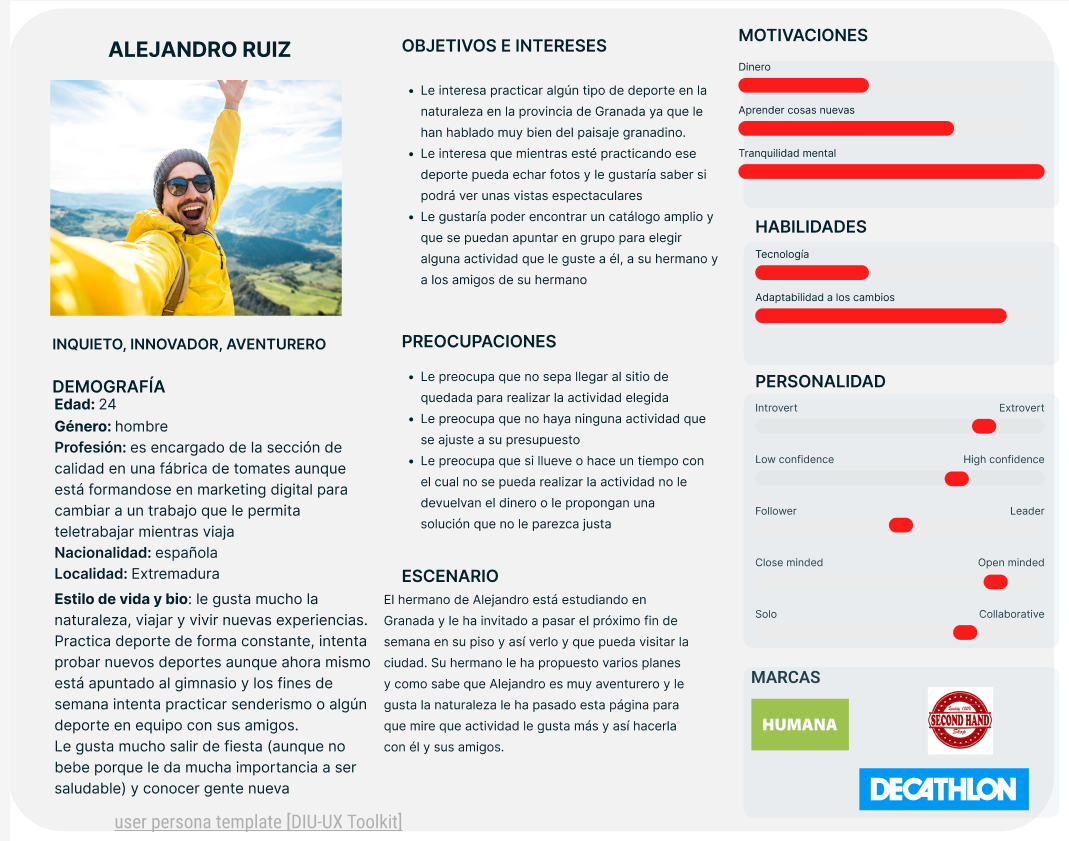 ALEJANDRO RUIZ
INQUIETO, INNOVADOR, AVENTURERO
DEMOGRAFÍA
Edad: 24
Género: hombre
Profesión: es encargado de la sección de
calidad en una fábrica de tomates aunque
está formandose en marketing digital para
cambiar a un trabajo que le permita
teletrabajar mientras viaja
Nacionalidad: española
Localidad: Extremadura
Estilo de vida y bio: le gusta mucho la
naturaleza, viajar y vivir nuevas experiencias.
Practica deporte de forma constante, intenta
probar nuevos deportes aunque ahora mismo
está apuntado al gimnasio y los fines de
semana intenta practicar senderismo o algún
deporte en equipo con sus amigos.
Le gusta mucho salir de fiesta (aunque no
bebe porque le da mucha importancia a ser
saludable) y conocer gente nueva
user persona template [DIU-UX Toolkit]
OBJETIVOS E INTERESES
• Le interesa practicar algún tipo de deporte en la
naturaleza en la provincia de Granada ya que le
han hablado muy bien del paisaje granadino.
• Le interesa que mientras esté practicando ese
deporte pueda echar fotos y le gustaría saber si
podrá ver unas vistas espectaculares
• Le gustaría poder encontrar un catálogo amplio y
que se puedan apuntar en grupo para elegir
alguna actividad que le guste a él, a su hermano y
a los amigos de su hermano
PREOCUPACIONES
• Le preocupa que no sepa llegar al sitio de
quedada para realizar la actividad elegida
• Le preocupa que no haya ninguna actividad que
se ajuste a su presupuesto
• Le preocupa que si llueve o hace un tiempo con
el cual no se pueda realizar la actividad no le
devuelvan el dinero o le propongan una
solución que no le parezca justa
ESCENARIO
El hermano de Alejandro está estudiando en
Granada y le ha invitado a pasar el próximo fin de
semana en su piso y así verlo y que pueda visitar la
ciudad. Su hermano le ha propuesto varios planes
y como sabe que Alejandro es muy aventurero y le
gusta la naturaleza le ha pasado esta página para
que mire que actividad le gusta más y así hacerla
con él y sus amigos.
MOTIVACIONES
Dinero
Aprender cosas nuevas
Tranquilidad mental
HABILIDADES
Tecnología
Adaptabilidad a los cambios
PERSONALIDAD
Introvert Extrovert
Low confidence High confidence
Follower Leader
Close minded Open minded
Solo Collaborative
MARCAS
HUMANA
Quality 100%
SECOND HAND
Shop
DECATHLON